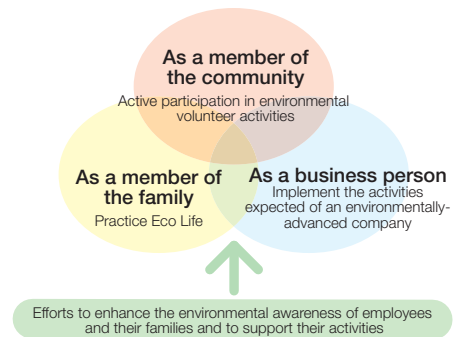 As a member of
the community
Active participation in environmental
volunteer activities
As a member of
the family
Practice Eco Life
As a business person
Implement the activities
expected of an environmentally-
advanced company
Efforts to enhance the environmental awareness of employees
and their families and to support their activities